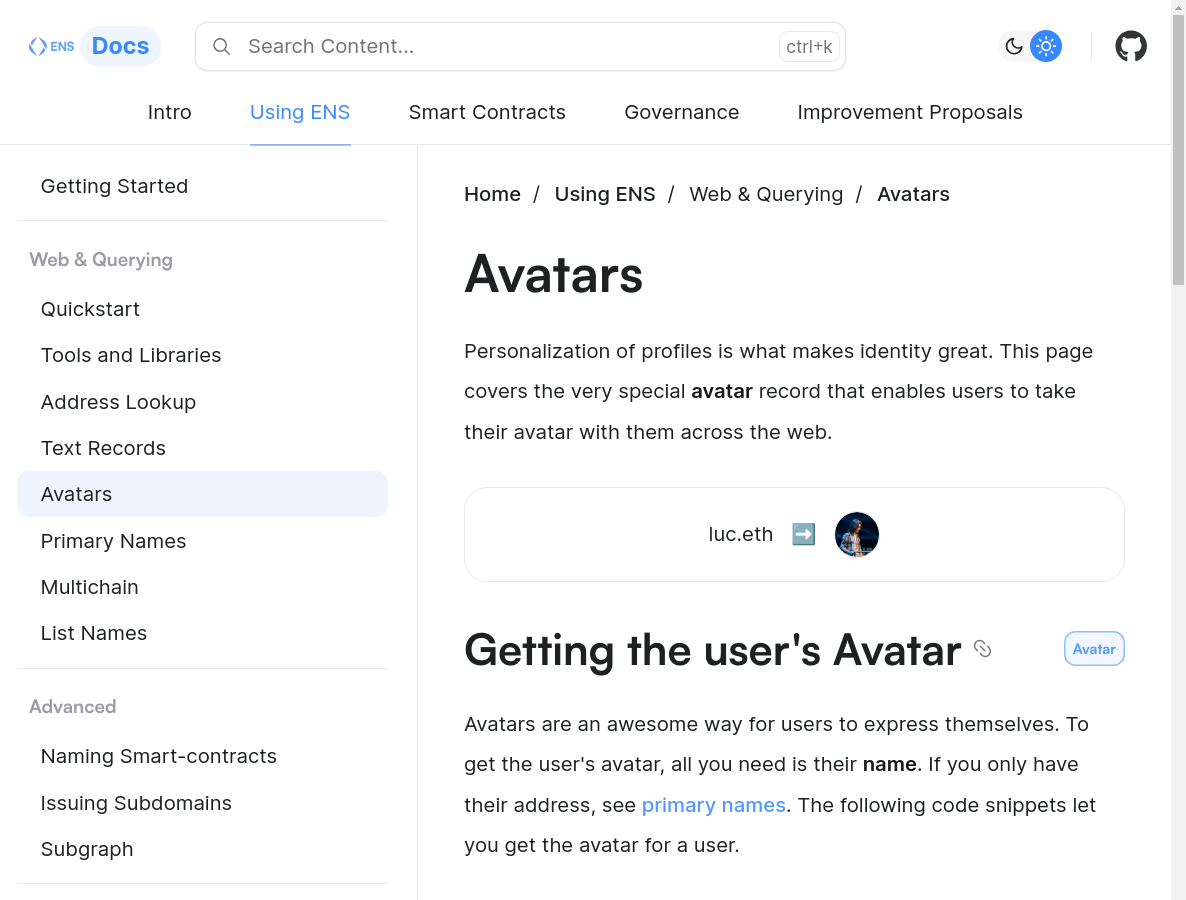 ENS Docs
Search Content...
ctrl+k
Intro
Using ENS
Smart Contracts
Governance
Improvement Proposals
Getting Started
Web & Querying
Quickstart
Tools and Libraries
Address Lookup
Text Records
Avatars
Primary Names
Multichain
List Names
Advanced
Naming Smart-contracts
Issuing Subdomains
Subgraph
Home / Using ENS / Web & Querying / Avatars
Avatars
Personalization of profiles is what makes identity great. This page
covers the very special avatar record that enables users to take
their avatar with them across the web.
luc.eth ➡️
Getting the user's Avatar
Avatar
Avatars are an awesome way for users to express themselves. To
get the user's avatar, all you need is their name. If you only have
their address, see primary names. The following code snippets let
you get the avatar for a user.